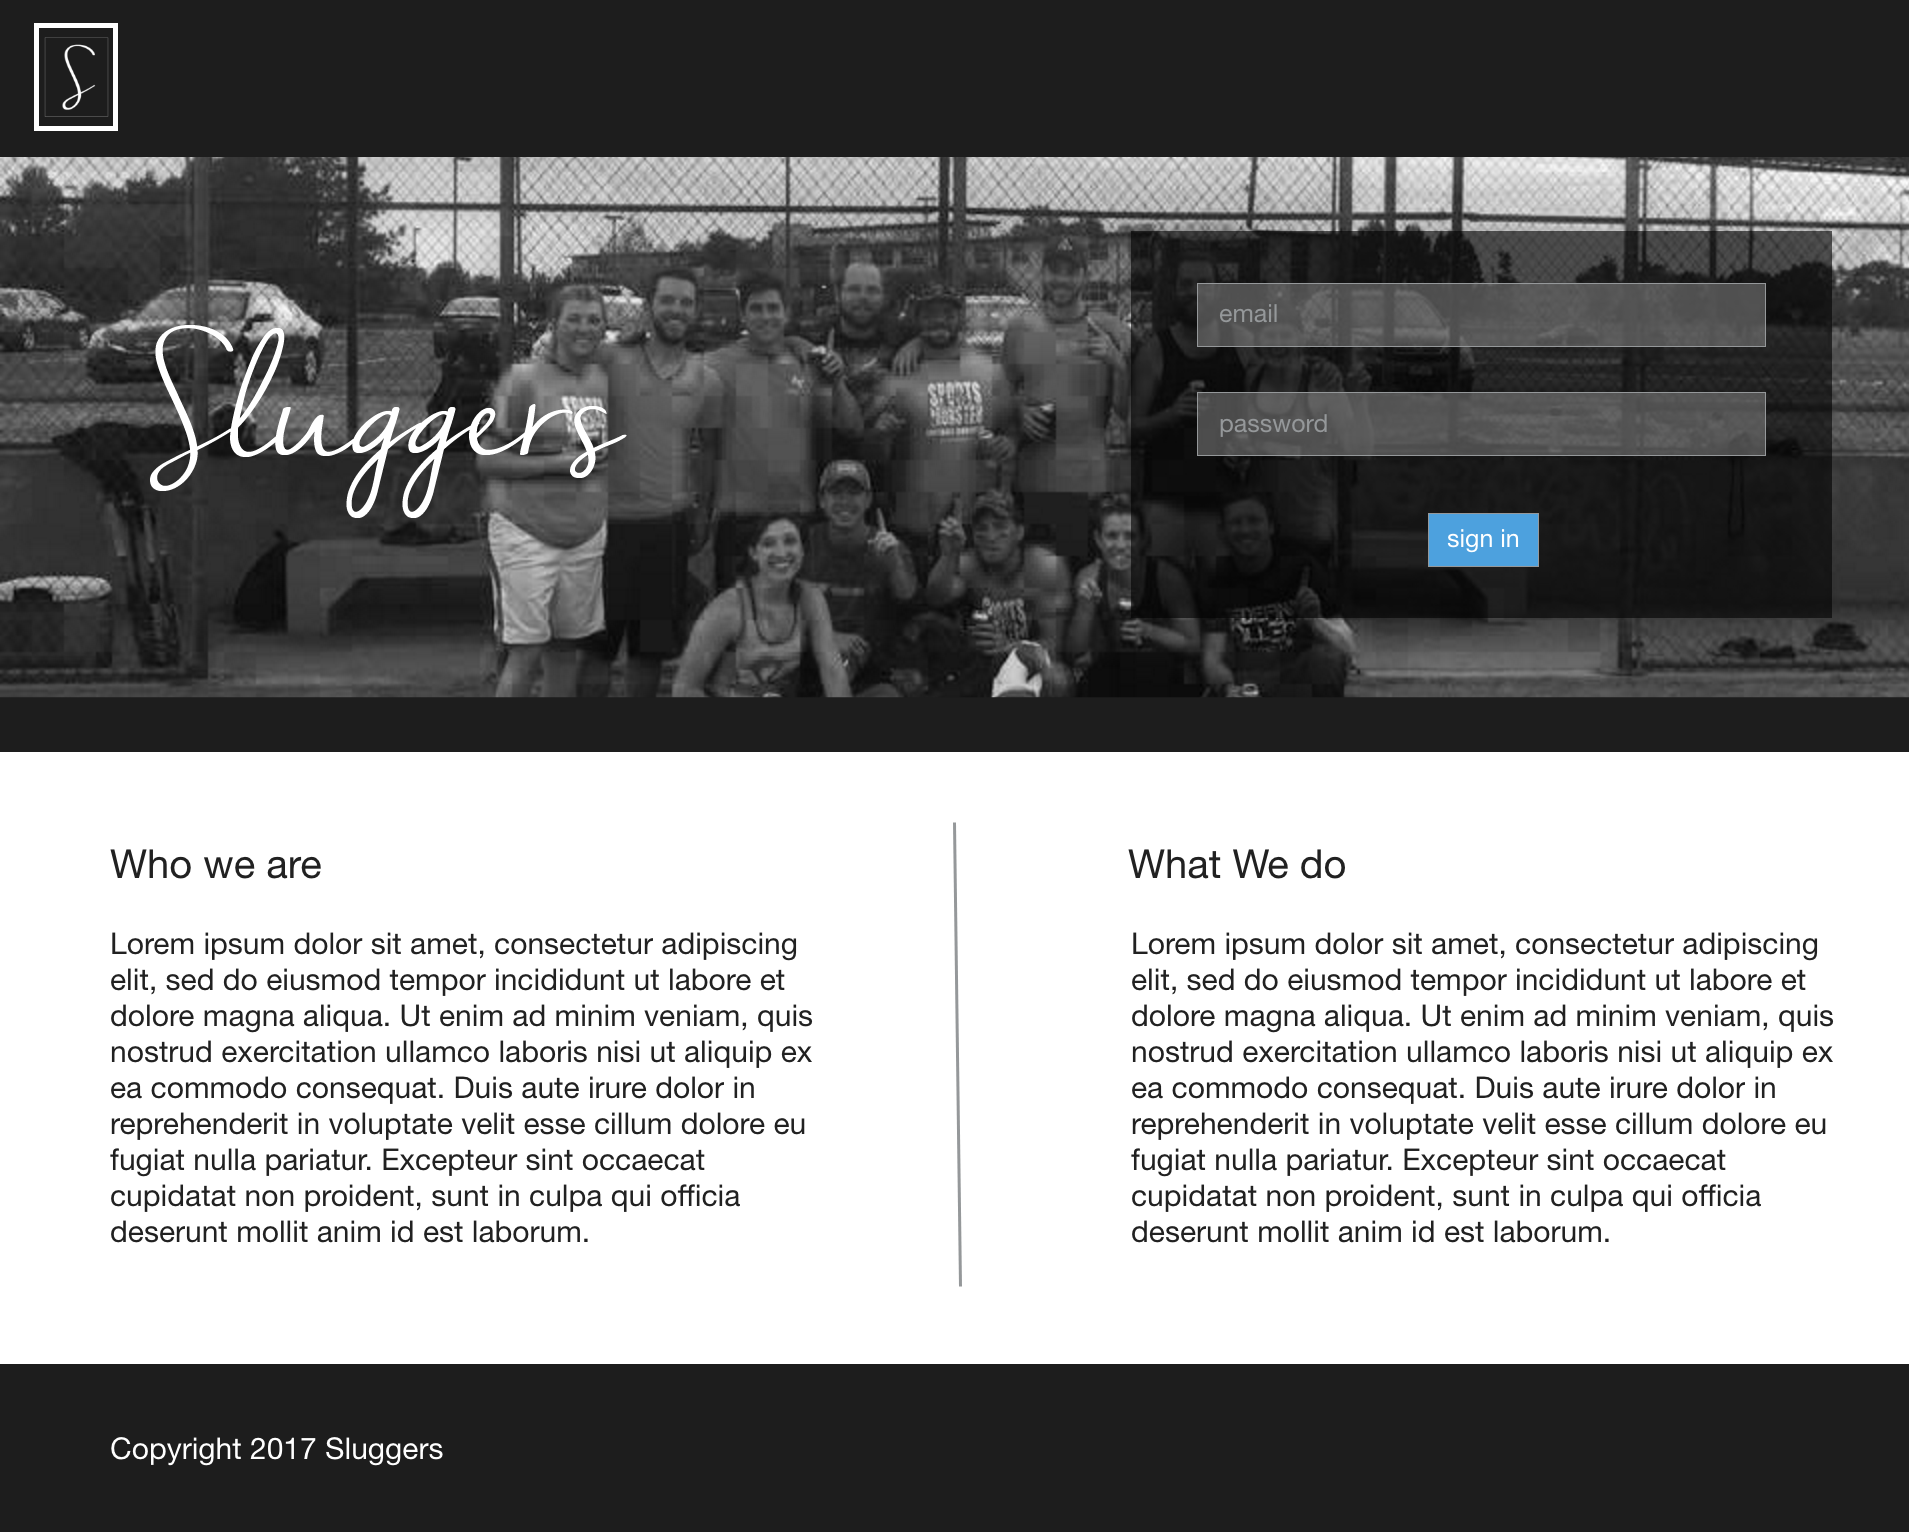 S
Sluggers
SPORTS
email
password
sign in
Who we are
Lorem ipsum dolor sit amet, consectetur adipiscing
elit, sed do eiusmod tempor incididunt ut labore et
dolore magna aliqua. Ut enim ad minim veniam, quis
nostrud exercitation ullamco laboris nisi ut aliquip ex
ea commodo consequat. Duis aute irure dolor in
reprehenderit in voluptate velit esse cillum dolore eu
fugiat nulla pariatur. Excepteur sint occaecat
cupidatat non proident, sunt in culpa qui officia
deserunt mollit anim id est laborum.
What We do
Lorem ipsum dolor sit amet, consectetur adipiscing
elit, sed do eiusmod tempor incididunt ut labore et
dolore magna aliqua. Ut enim ad minim veniam, quis
nostrud exercitation ullamco laboris nisi ut aliquip ex
ea commodo consequat. Duis aute irure dolor in
reprehenderit in voluptate velit esse cillum dolore eu
fugiat nulla pariatur. Excepteur sint occaecat
cupidatat non proident, sunt in culpa qui officia
deserunt mollit anim id est laborum.
Copyright 2017 Sluggers